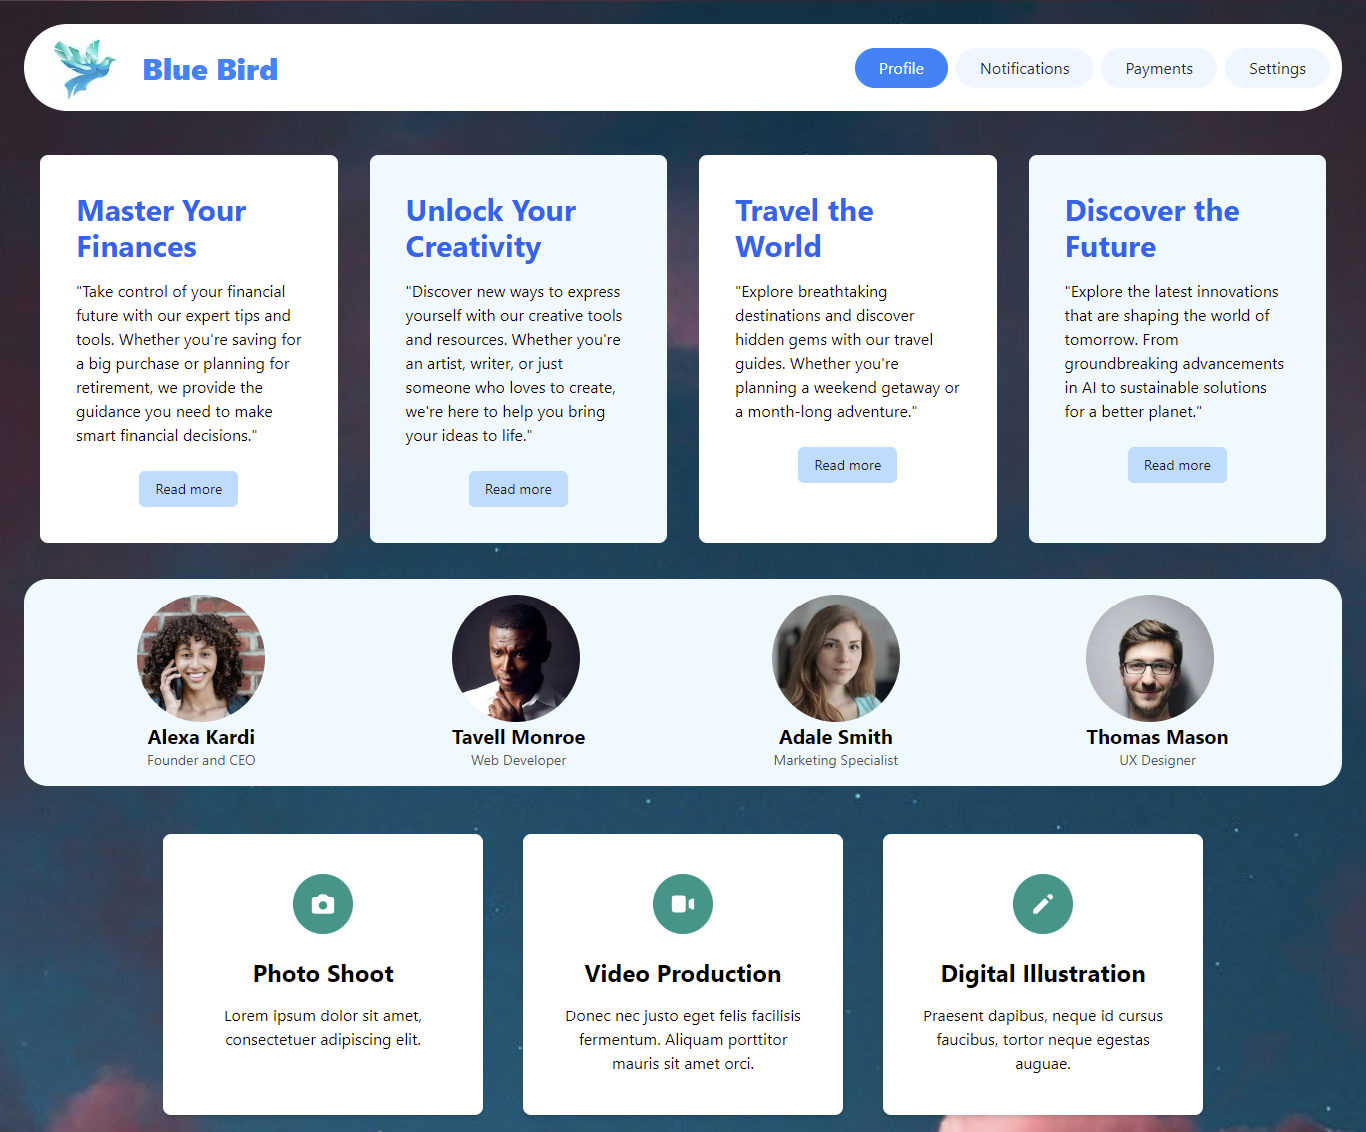 Blue Bird
Profile
Notifications
Payments
Settings
Master Your
Finances
"Take control of your financial
future with our expert tips and
tools. Whether you're saving for
a big purchase or planning for
retirement, we provide the
guidance you need to make
smart financial decisions."
Read more
Unlock Your
Creativity
"Discover new ways to express
yourself with our creative tools
and resources. Whether you're
an artist, writer, or just
someone who loves to create,
we're here to help you bring
your ideas to life."
Read more
Travel the
World
"Explore breathtaking
destinations and discover
hidden gems with our travel
guides. Whether you're
planning a weekend getaway or
a month-long adventure."
Read more
Discover the
Future
"Explore the latest innovations
that are shaping the world of
tomorrow. From
groundbreaking advancements
in AI to sustainable solutions
for a better planet."
Read more
Alexa Kardi
Founder and CEO
Tavell Monroe
Web Developer
Adale Smith
Marketing Specialist
Thomas Mason
UX Designer
Photo Shoot
Lorem ipsum dolor sit amet,
consectetuer adipiscing elit.
Video Production
Donec nec justo eget felis facilisis
fermentum. Aliquam porttitor
mauris sit amet orci.
Digital Illustration
Praesent dapibus, neque id cursus
faucibus, tortor neque egestas
auguae.